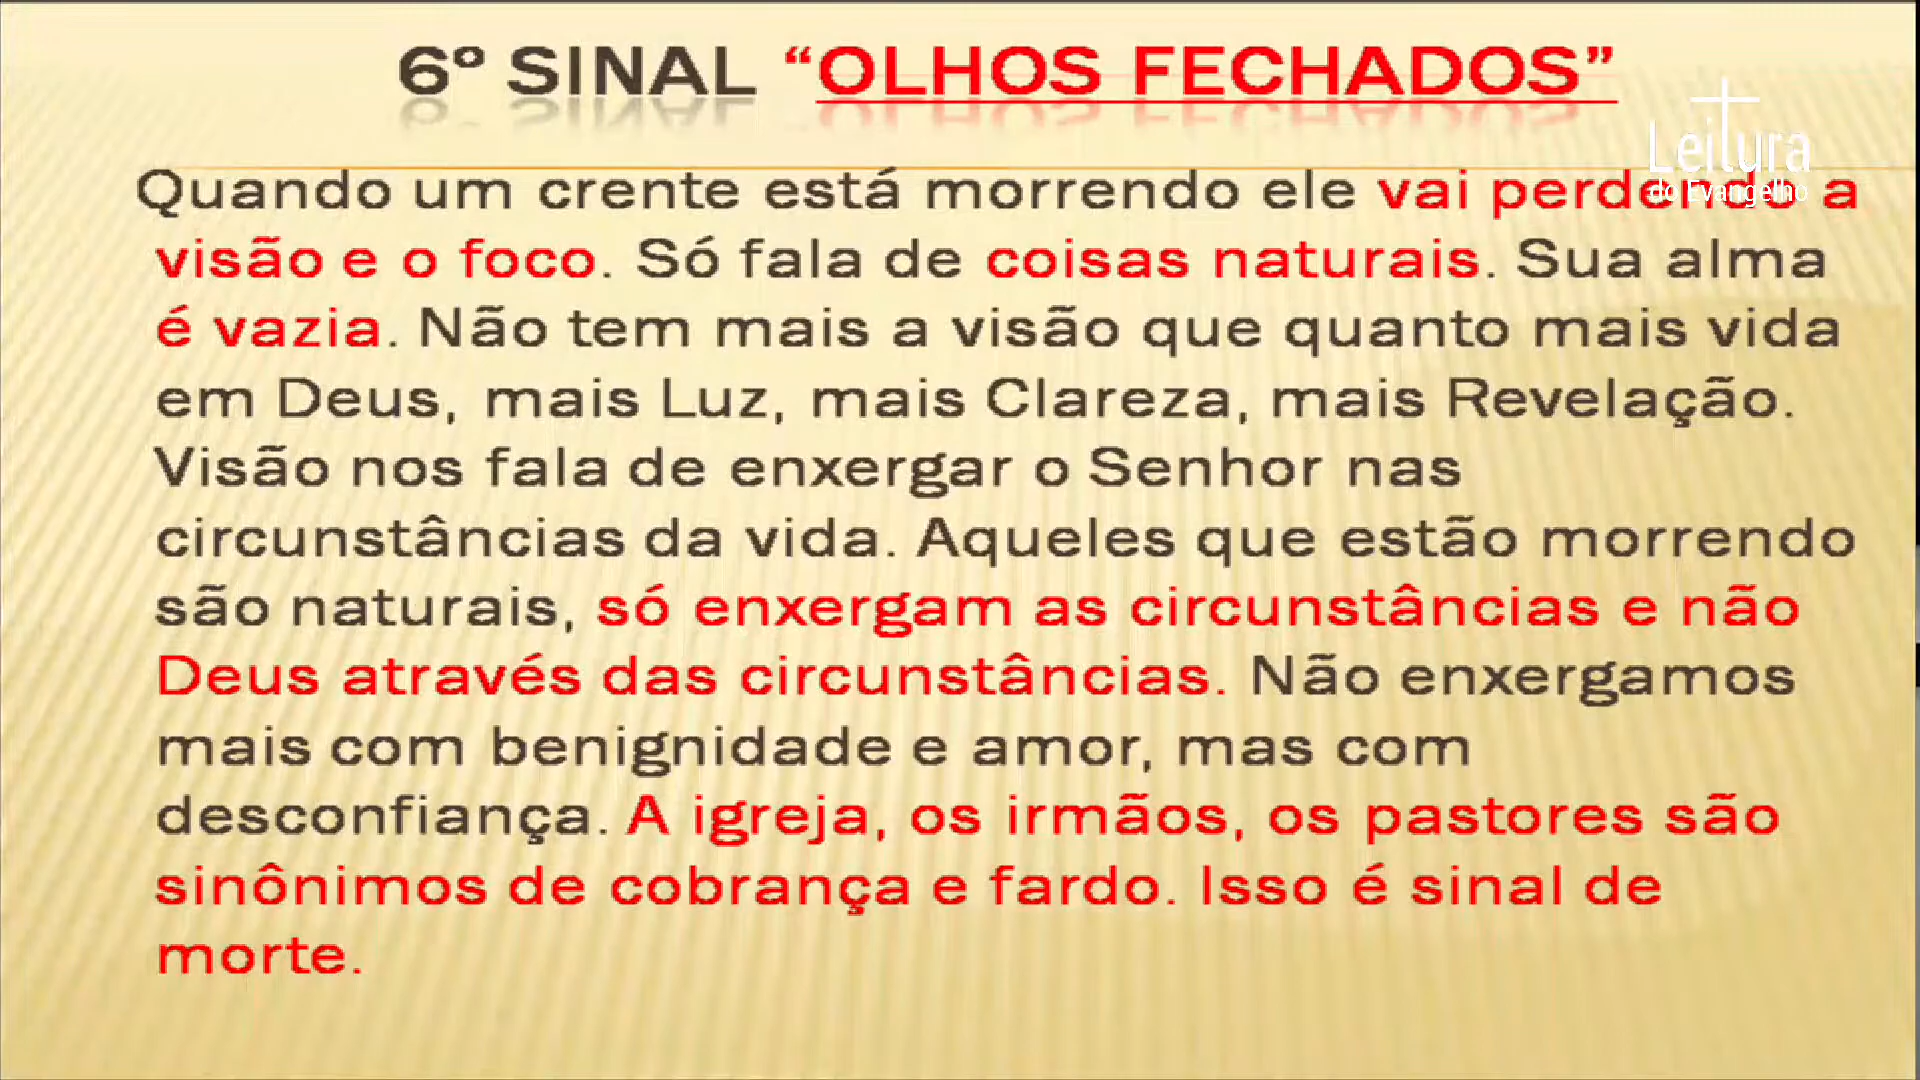 6º SINAL “OLHOS FECHADOS”
Leitura
do Evangelho
Quando um crente está morrendo ele vai perdendo a
visão e o foco. Só fala de coisas naturais. Sua alma
é vazia. Não tem mais a visão que quanto mais vida
em Deus, mais Luz, mais Clareza, mais Revelação.
Visão nos fala de enxergar o Senhor nas
circunstâncias da vida. Aqueles que estão morrendo
são naturais, só enxergam as circunstâncias e não
Deus através das circunstâncias. Não enxergamos
mais com benignidade e amor, mas com
desconfiança. A igreja, os irmãos, os pastores são
sinônimos de cobrança e fardo. Isso é sinal de
morte.